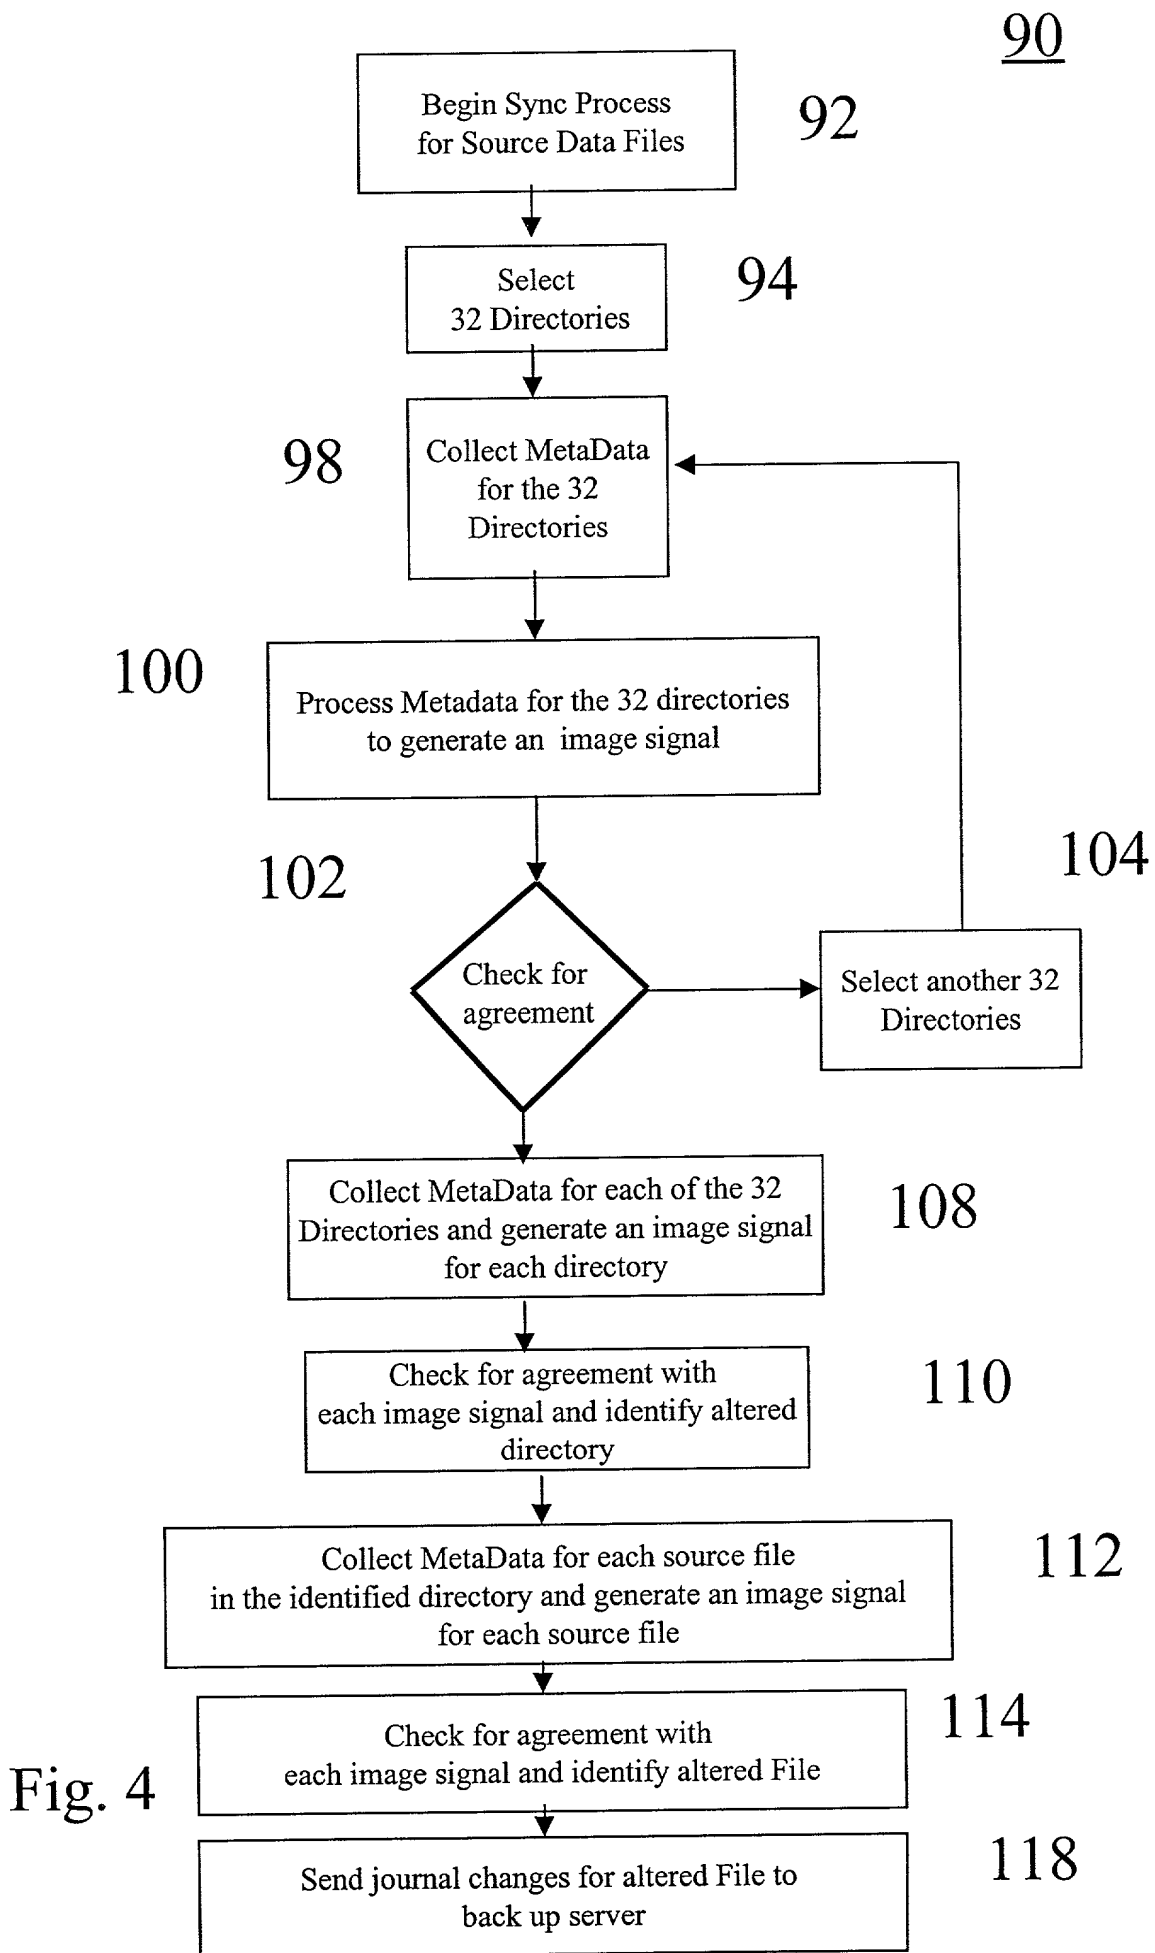 90
Begin Sync Process
for Source Data Files
92
Select
32 Directories
94
98
Collect MetaData
for the 32
Directories
100
Process Metadata for the 32 directories
to generate an image signal
102
104
Check for
agreement
Select another 32
Directories
Collect MetaData for each of the 32
Directories and generate an image signal
for each directory
108
Check for agreement with
each image signal and identify altered
directory
110
Collect MetaData for each source file
in the identified directory and generate an image signal
for each source file
112
Check for agreement with
each image signal and identify altered File
114
Fig. 4
Send journal changes for altered File to
back up server
118